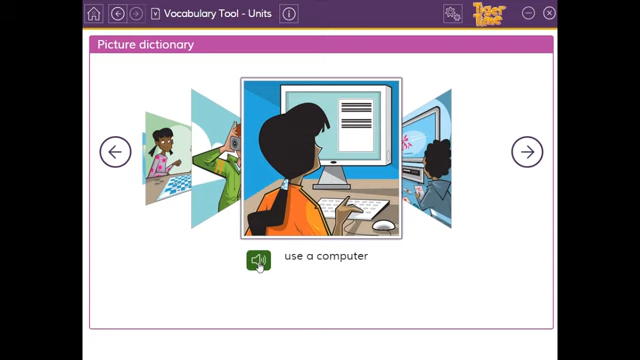 Vocabulary Tool - Units
Tiger Time
Picture dictionary
use a computer